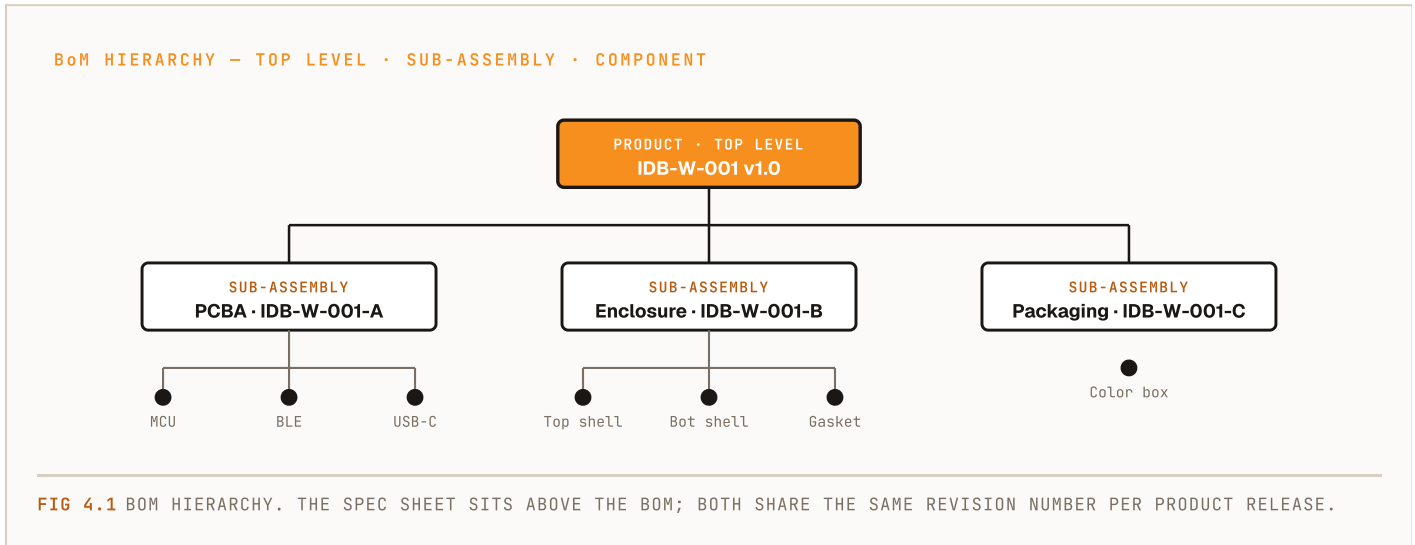 BoM HIERARCHY — TOP LEVEL · SUB-ASSEMBLY · COMPONENT
PRODUCT · TOP LEVEL
IDB-W-001 v1.0
SUB-ASSEMBLY
PCBA · IDB-W-001-A
SUB-ASSEMBLY
Enclosure · IDB-W-001-B
SUB-ASSEMBLY
Packaging · IDB-W-001-C
MCU
BLE
USB-C
Top shell
Bot shell
Gasket
Color box
FIG 4.1 BOM HIERARCHY. THE SPEC SHEET SITS ABOVE THE BOM; BOTH SHARE THE SAME REVISION NUMBER PER PRODUCT RELEASE.